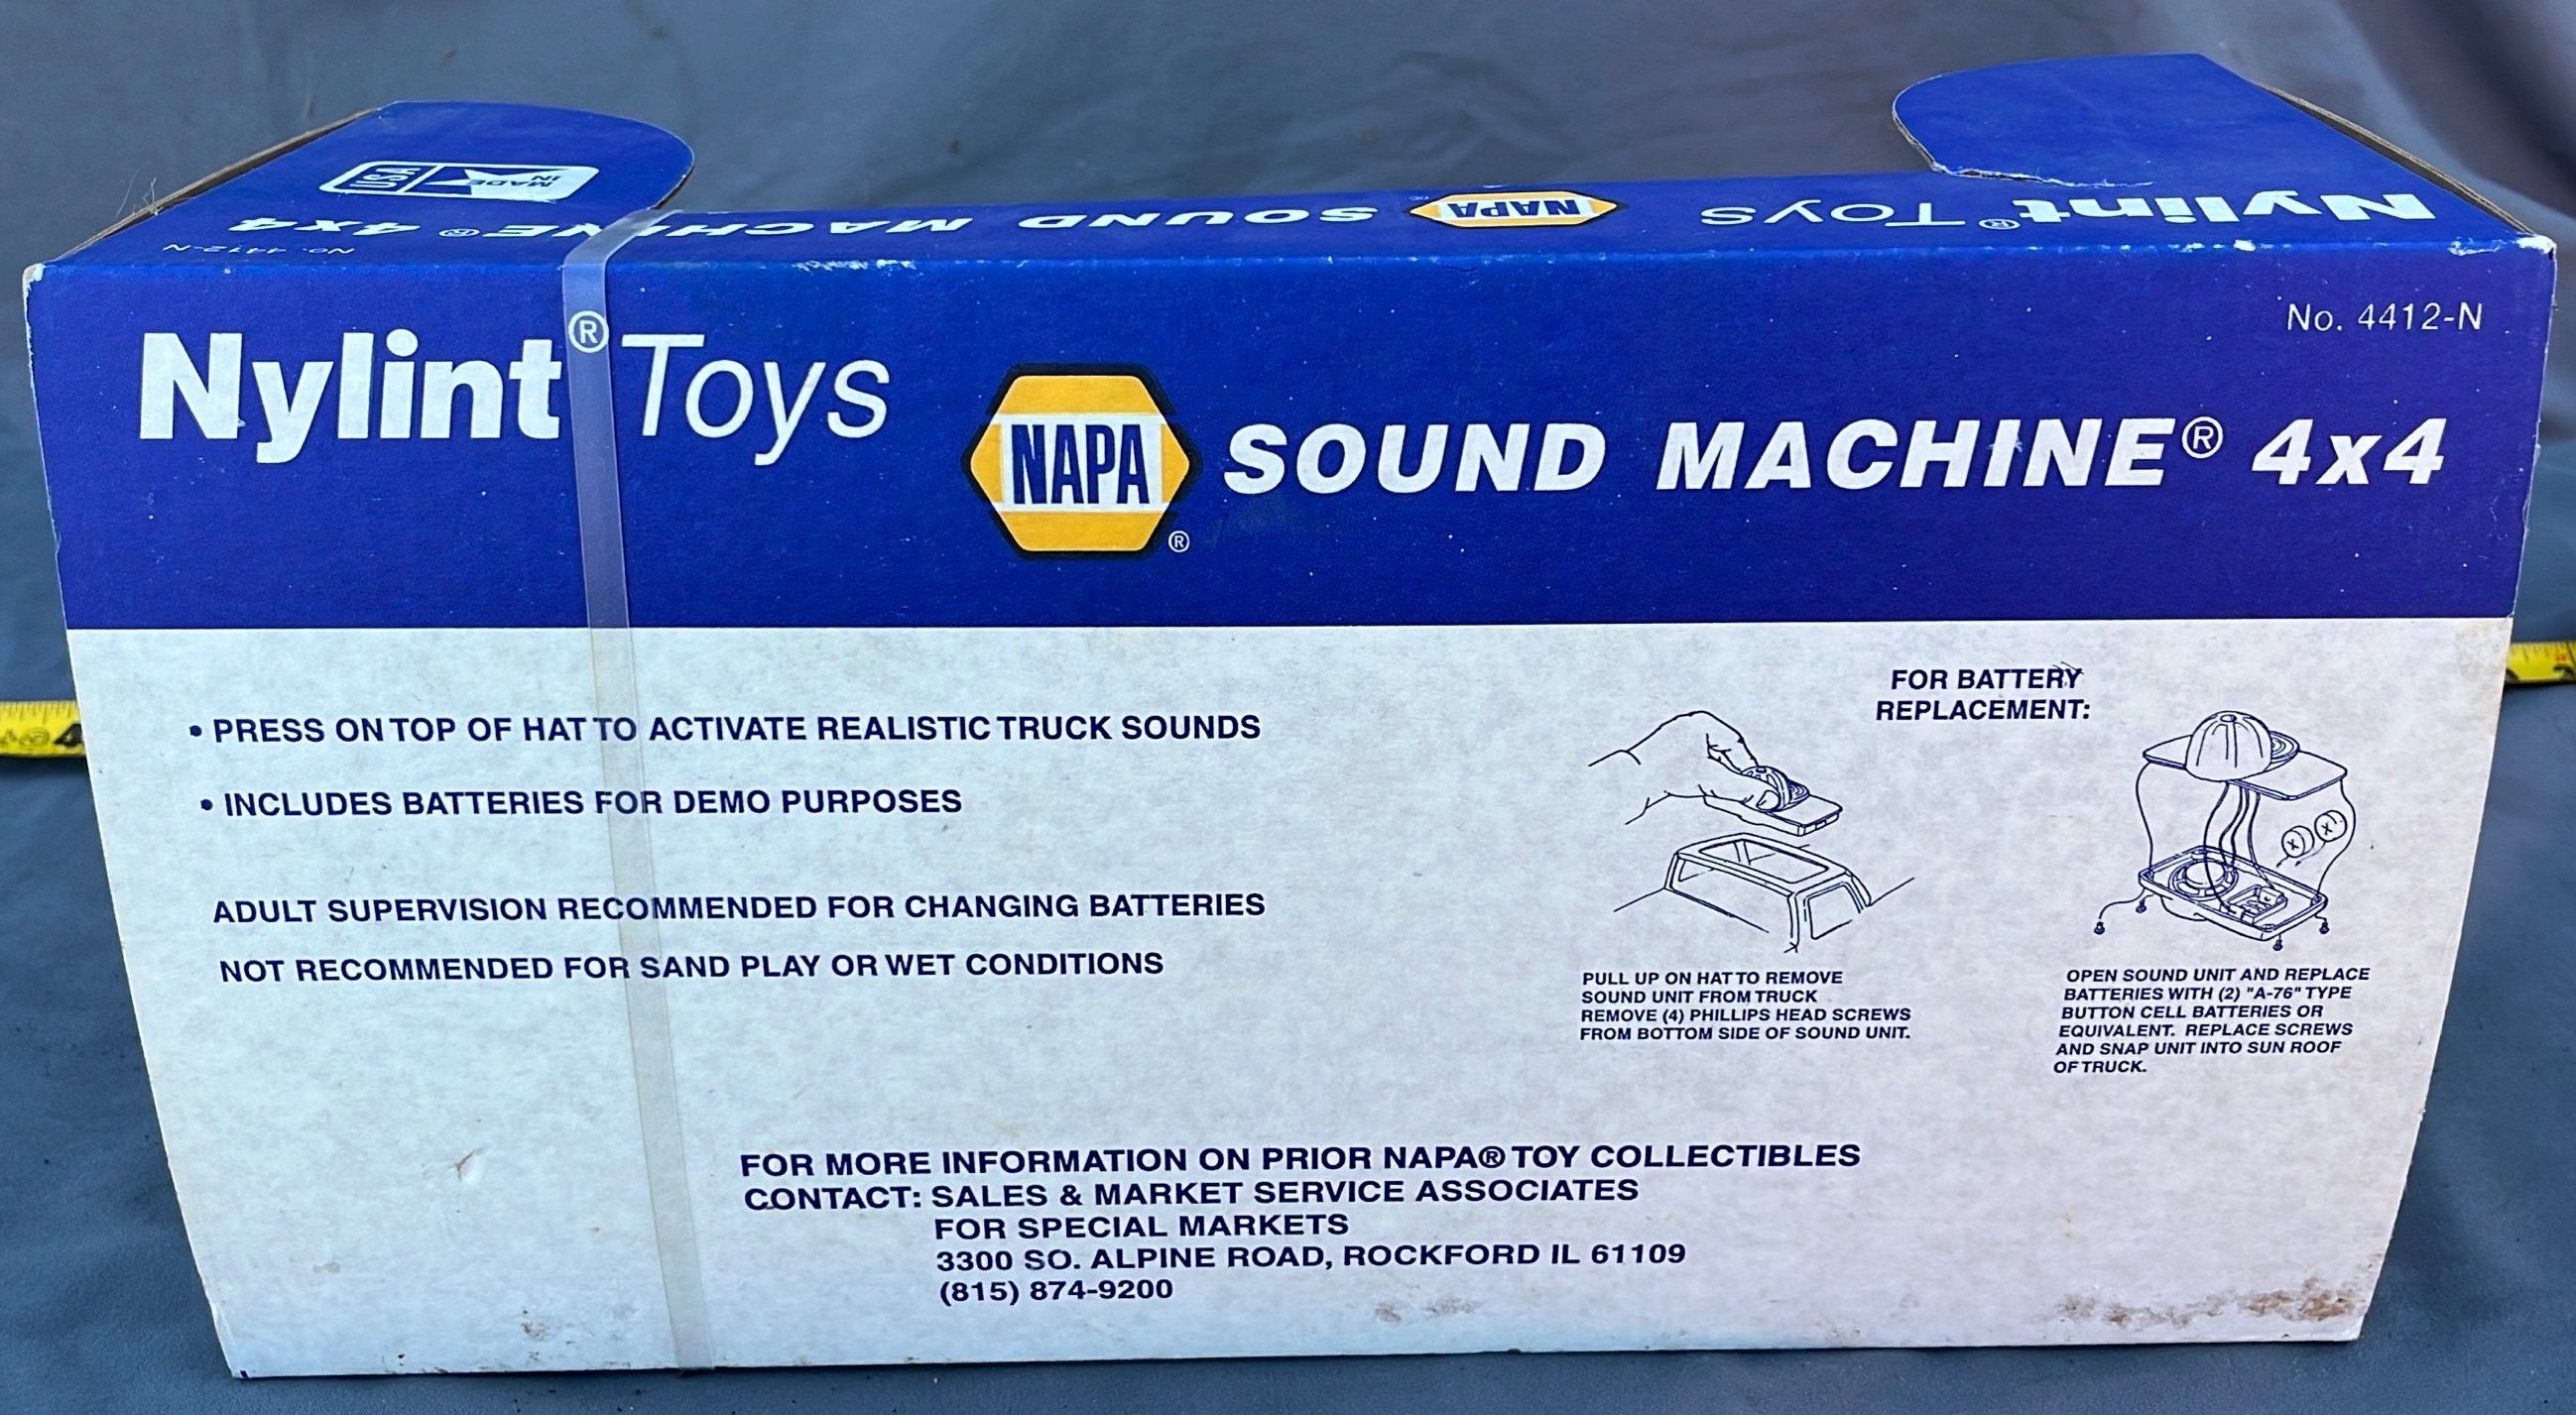 MADE IN USA
No. 4412-N
Nylint® Toys NAPA SOUND MACHINE® 4x4
No. 4412-N
Nylint® Toys
NAPA® SOUND MACHINE® 4x4
• PRESS ON TOP OF HAT TO ACTIVATE REALISTIC TRUCK SOUNDS
• INCLUDES BATTERIES FOR DEMO PURPOSES
ADULT SUPERVISION RECOMMENDED FOR CHANGING BATTERIES
NOT RECOMMENDED FOR SAND PLAY OR WET CONDITIONS
FOR BATTERY
REPLACEMENT:
PULL UP ON HAT TO REMOVE
SOUND UNIT FROM TRUCK
REMOVE (4) PHILLIPS HEAD SCREWS
FROM BOTTOM SIDE OF SOUND UNIT.
OPEN SOUND UNIT AND REPLACE
BATTERIES WITH (2) "A-76" TYPE
BUTTON CELL BATTERIES OR
EQUIVALENT. REPLACE SCREWS
AND SNAP UNIT INTO SUN ROOF
OF TRUCK.
FOR MORE INFORMATION ON PRIOR NAPA® TOY COLLECTIBLES
CONTACT: SALES & MARKET SERVICE ASSOCIATES
FOR SPECIAL MARKETS
3300 SO. ALPINE ROAD, ROCKFORD IL 61109
(815) 874-9200